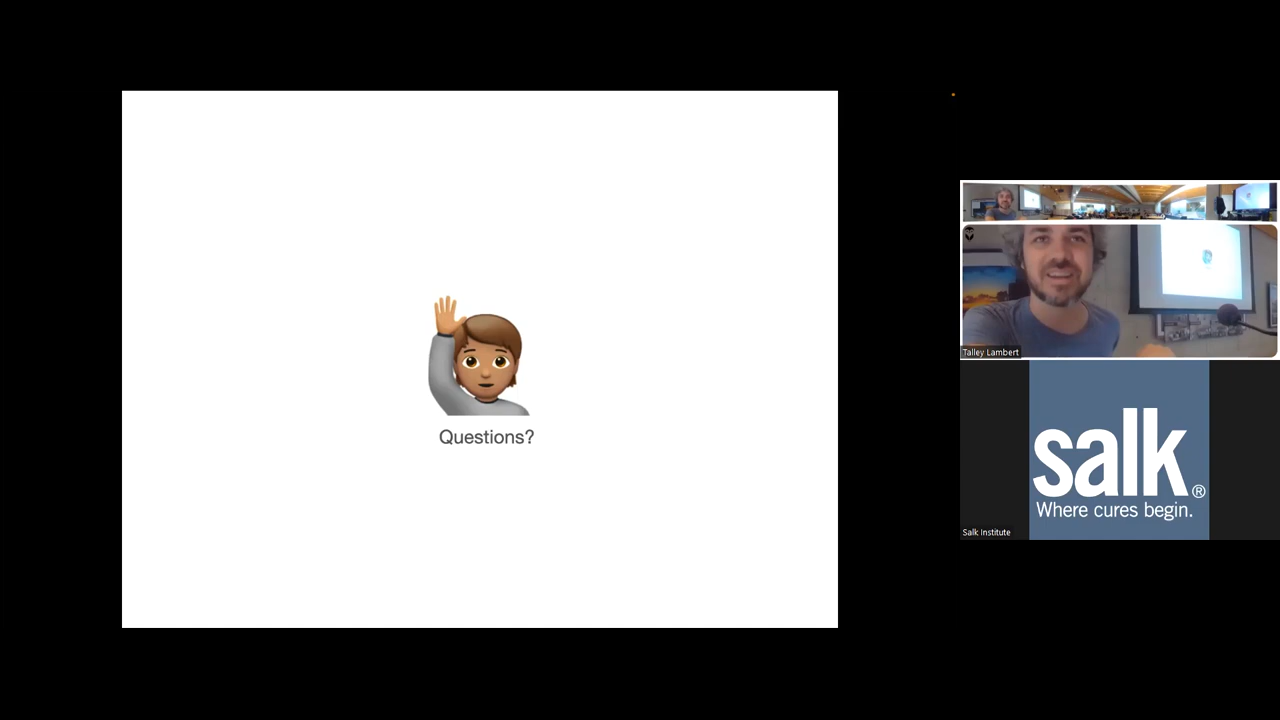 Questions?
Talley Lambert
salk®
Where cures begin.
Salk Institute